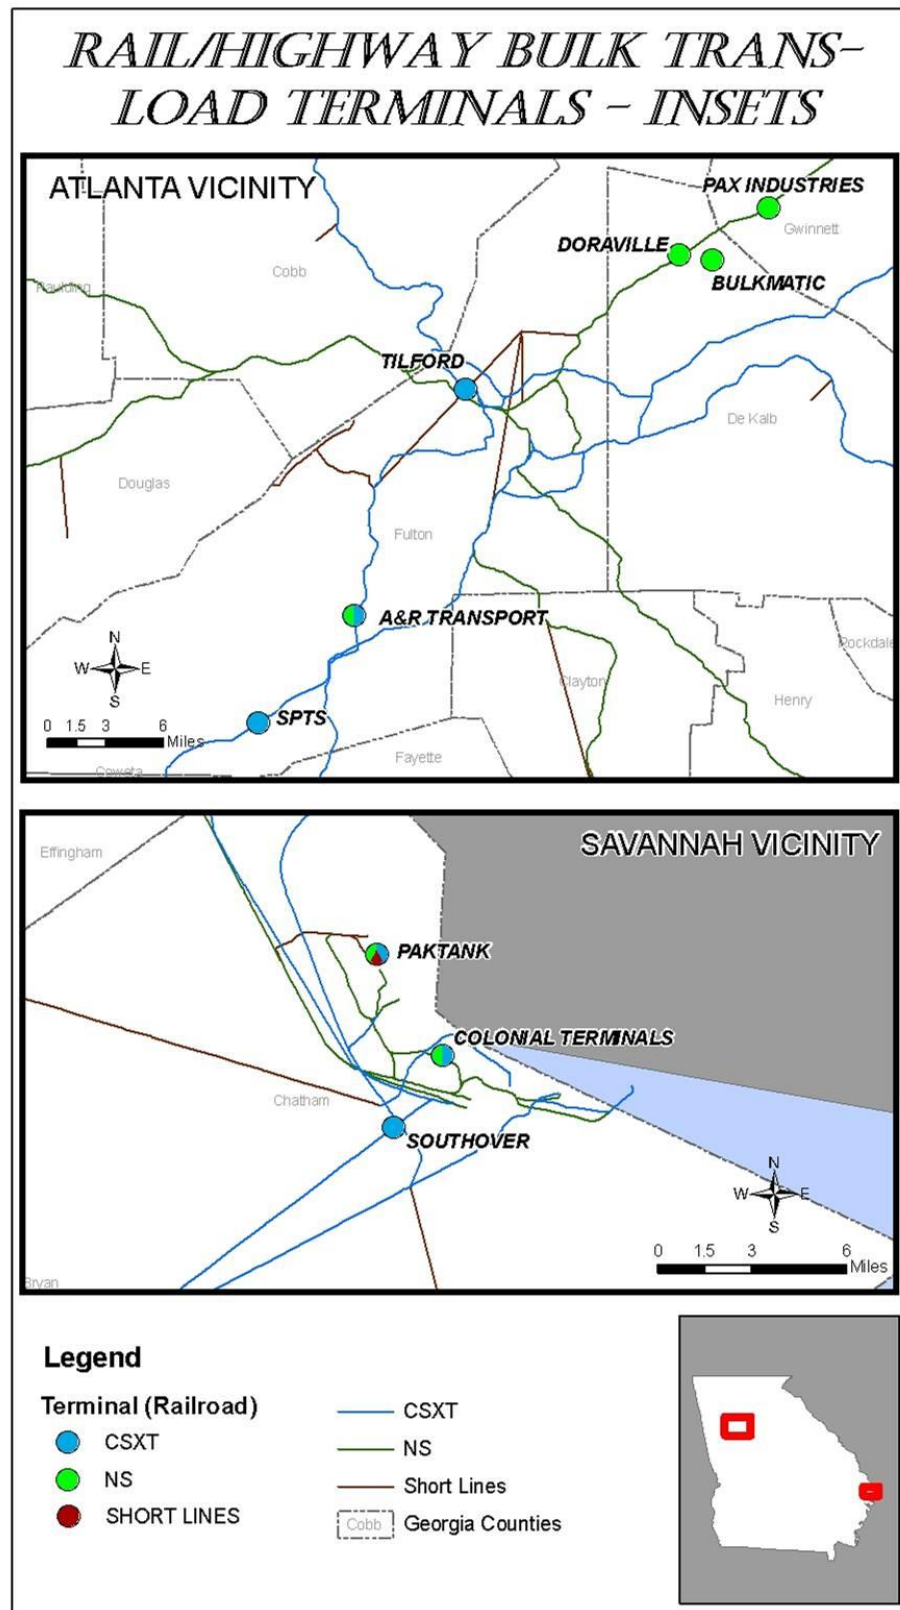 RAIL/HIGHWAY BULK TRANS-
LOAD TERMINALS - INSETS
ATLANTA VICINITY
PAX INDUSTRIES
Gwinnett
DORAVILLE
BULKMATIC
Cobb
Paulding
TILFORD
De Kalb
Douglas
Fulton
A&R TRANSPORT
Rockdale
N
W E
S
Clayton
Henry
SPTS
0 1.5 3 6
Miles
Fayette
Coweta
SAVANNAH VICINITY
Effingham
PAKTANK
COLONIAL TERMINALS
Chatham
SOUTHOVER
N
W E
S
0 1.5 3 6
Miles
Bryan
Legend
Terminal (Railroad)
CSXT
NS
SHORT LINES
CSXT
NS
Short Lines
Cobb Georgia Counties